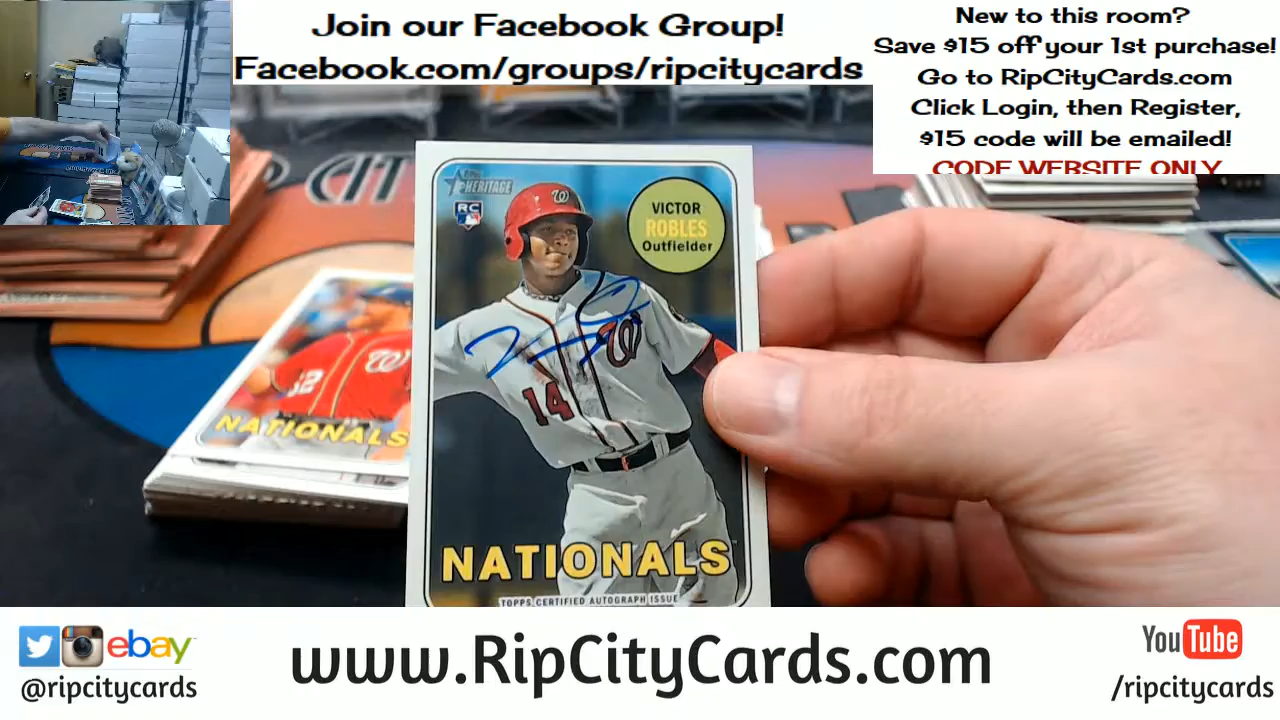 Join our Facebook Group!
Facebook.com/groups/ripcitycards
New to this room?
Save $15 off your 1st purchase!
Go to RipCityCards.com
Click Login, then Register,
$15 code will be emailed!
CODE WEBSITE ONLY
CIT
Topps
HERITAGE
RC
VICTOR
ROBLES
Outfielder
W
W
14
NATIONALS
TOPPS CERTIFIED AUTOGRAPH ISSUE
W
NATIONALS
ebay
@ripcitycards
www.RipCityCards.com
YouTube
/ripcitycards